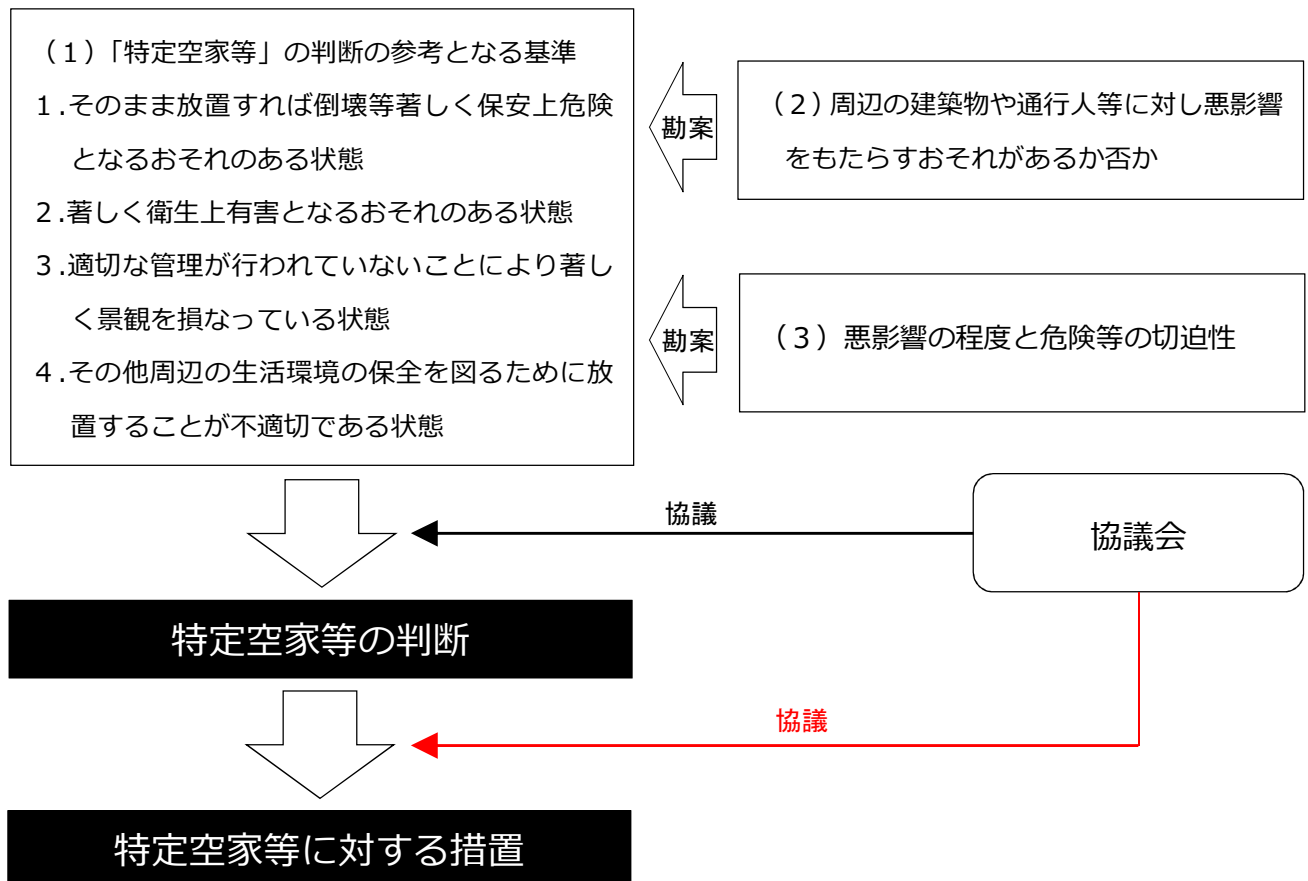 （１）「特定空家等」の判断の参考となる基準
１.そのまま放置すれば倒壊等著しく保安上危険
となるおそれのある状態
２.著しく衛生上有害となるおそれのある状態
３.適切な管理が行われていないことにより著し
く景観を損なっている状態
４.その他周辺の生活環境の保全を図るために放
置することが不適切である状態
勘案
（２）周辺の建築物や通行人等に対し悪影響
をもたらすおそれがあるか否か
勘案
（３）悪影響の程度と危険等の切迫性
協議
協議会
特定空家等の判断
協議
特定空家等に対する措置